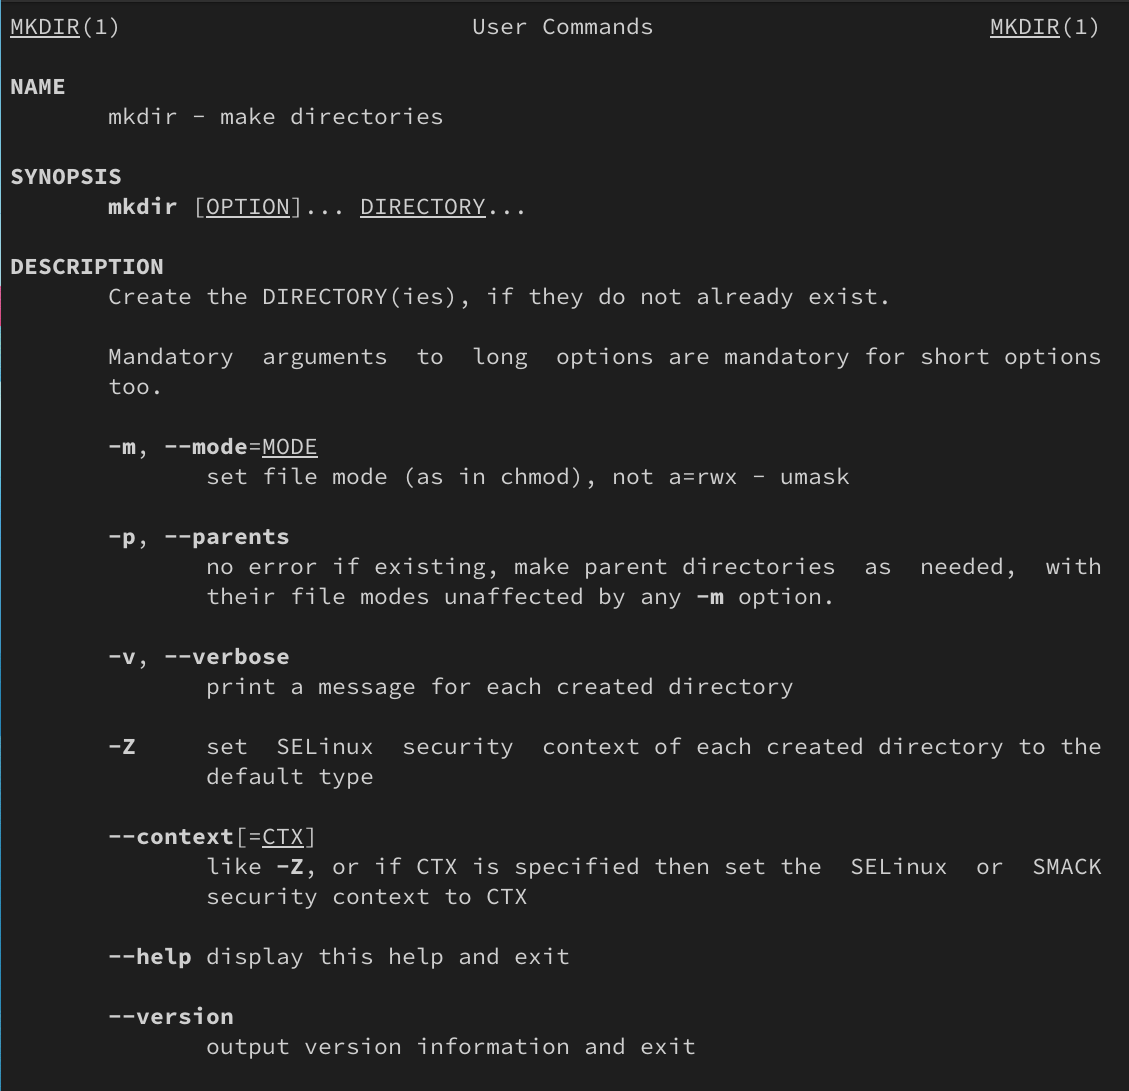 MKDIR(1) User Commands MKDIR(1)
NAME
mkdir - make directories
SYNOPSIS
mkdir [OPTION]... DIRECTORY...
DESCRIPTION
Create the DIRECTORY(ies), if they do not already exist.
Mandatory arguments to long options are mandatory for short options
too.
-m, --mode=MODE
set file mode (as in chmod), not a=rwx - umask
-p, --parents
no error if existing, make parent directories as needed, with
their file modes unaffected by any -m option.
-v, --verbose
print a message for each created directory
-Z set SELinux security context of each created directory to the
default type
--context[=CTX]
like -Z, or if CTX is specified then set the SELinux or SMACK
security context to CTX
--help display this help and exit
--version
output version information and exit